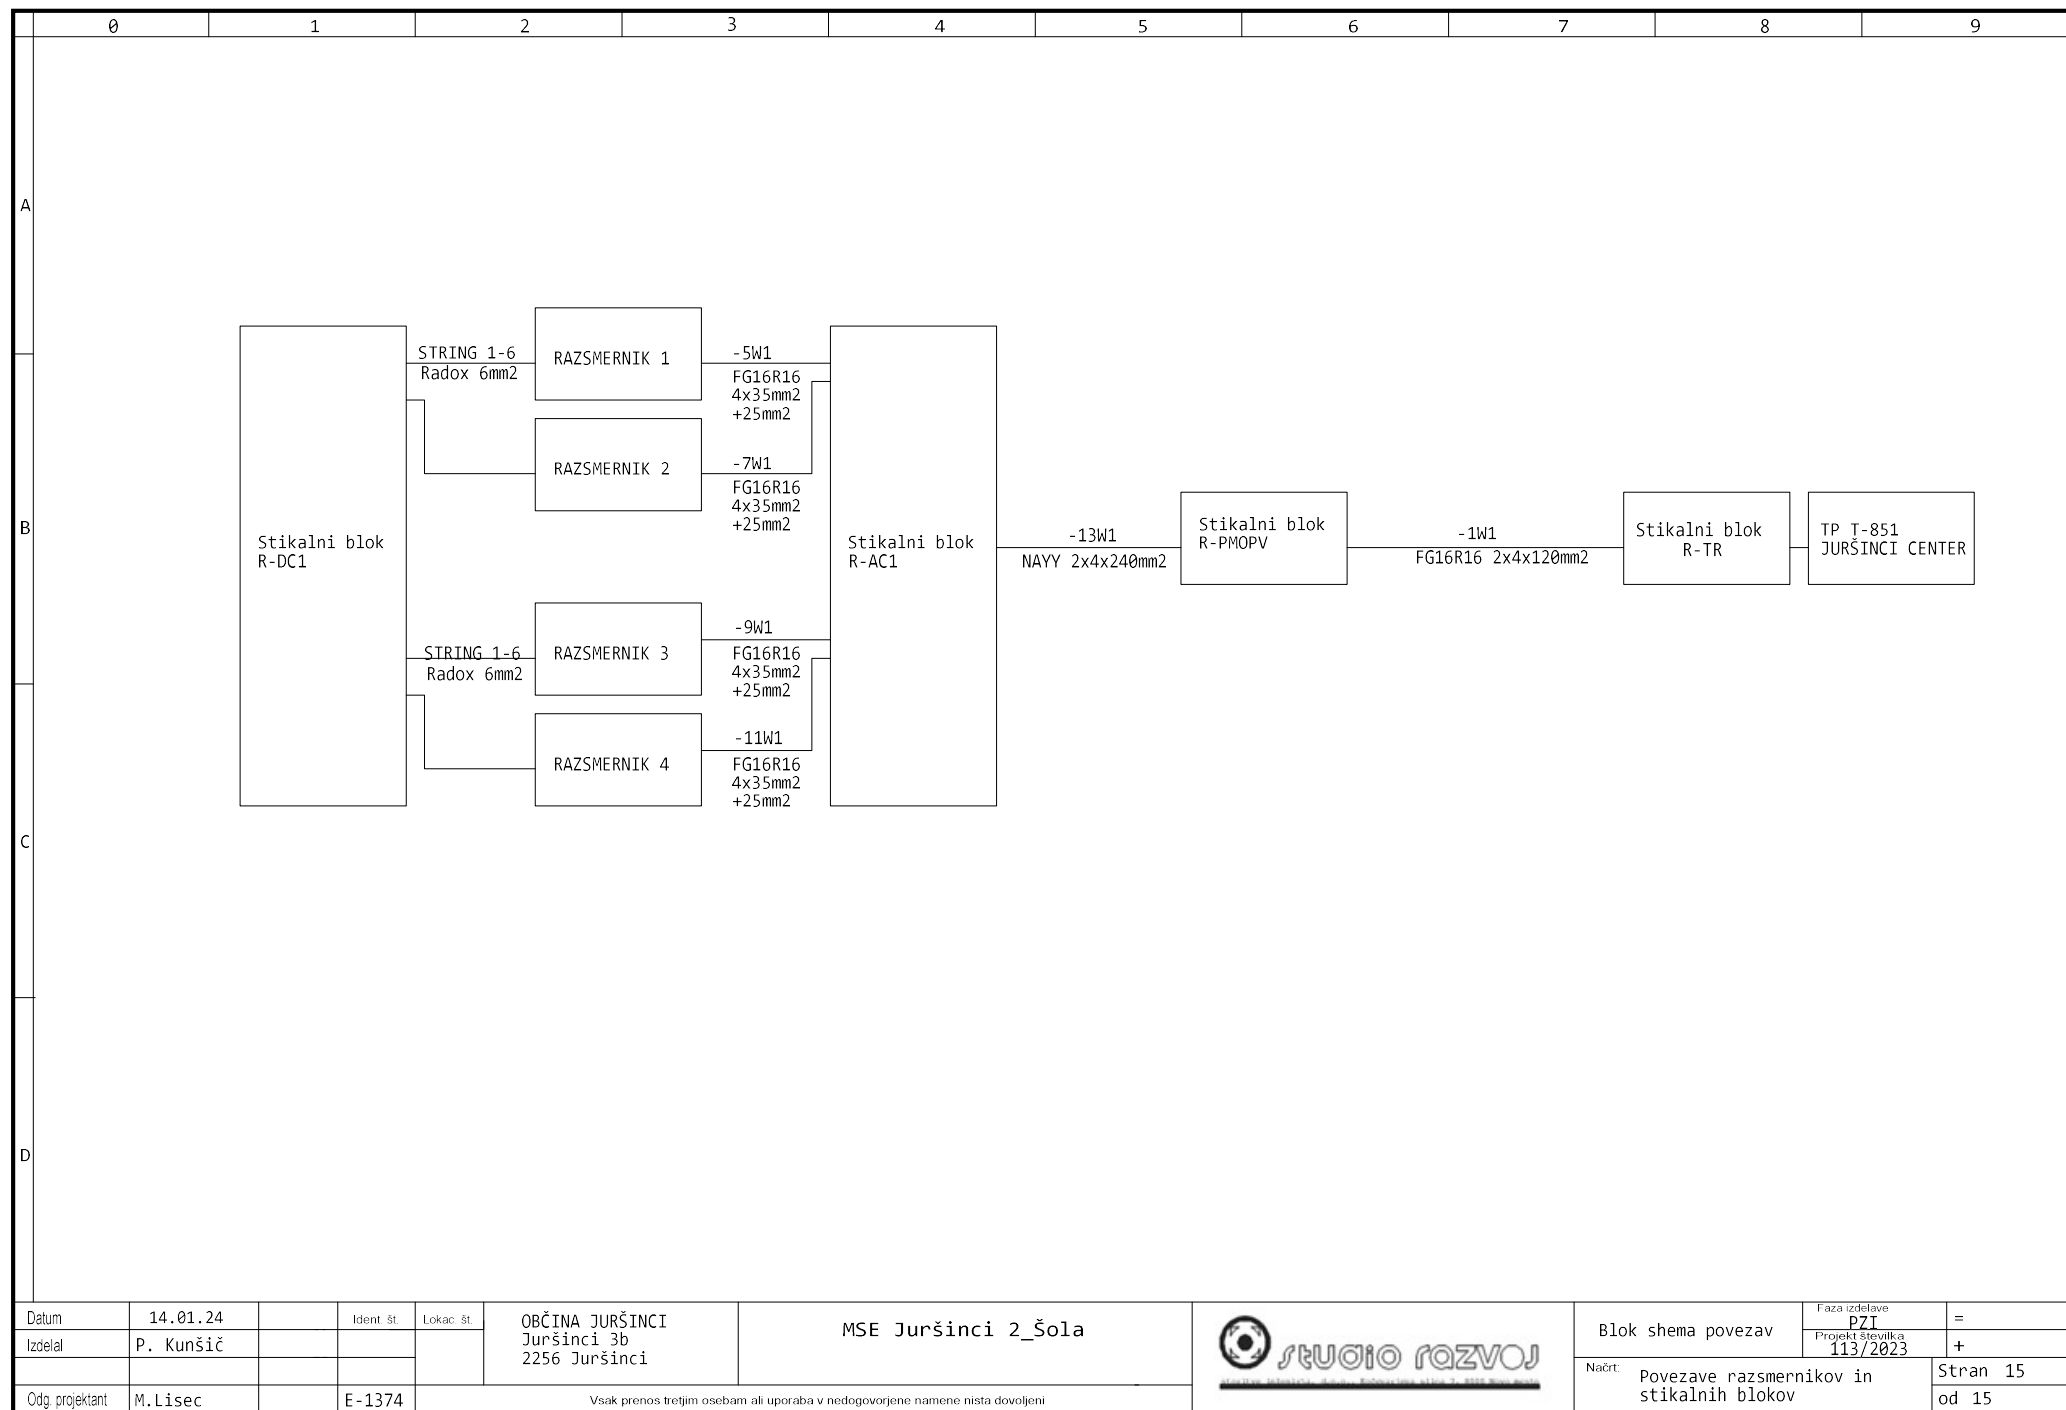 0 1 2 3 4 5 6 7 8 9
A
B
C
D
Stikalni blok
R-DC1
STRING 1-6
Radox 6mm2
RAZSMERNIK 1
-5W1
FG16R16
4x35mm2
+25mm2
RAZSMERNIK 2
-7W1
FG16R16
4x35mm2
+25mm2
STRING 1-6
Radox 6mm2
RAZSMERNIK 3
-9W1
FG16R16
4x35mm2
+25mm2
RAZSMERNIK 4
-11W1
FG16R16
4x35mm2
+25mm2
Stikalni blok
R-AC1
-13W1
NAYY 2x4x240mm2
Stikalni blok
R-PMOPV
-1W1
FG16R16 2x4x120mm2
Stikalni blok
R-TR
TP T-851
JURŠINCI CENTER
Datum 14.01.24
Izdelal P. Kunšič
Odg. projektant M.Lisec E-1374
Ident. št.
Lokac. št.
OBČINA JURŠINCI
Juršinci 3b
2256 Juršinci
MSE Juršinci 2_Šola
Vsak prenos tretjim osebam ali uporaba v nedogovorjene namene nista dovoljeni
studio razvoj
Blok shema povezav
Faza izdelave
PZI
Projekt številka
113/2023
=
+
Načrt:
Povezave razsmernikov in
stikalnih blokov
Stran 15
od 15